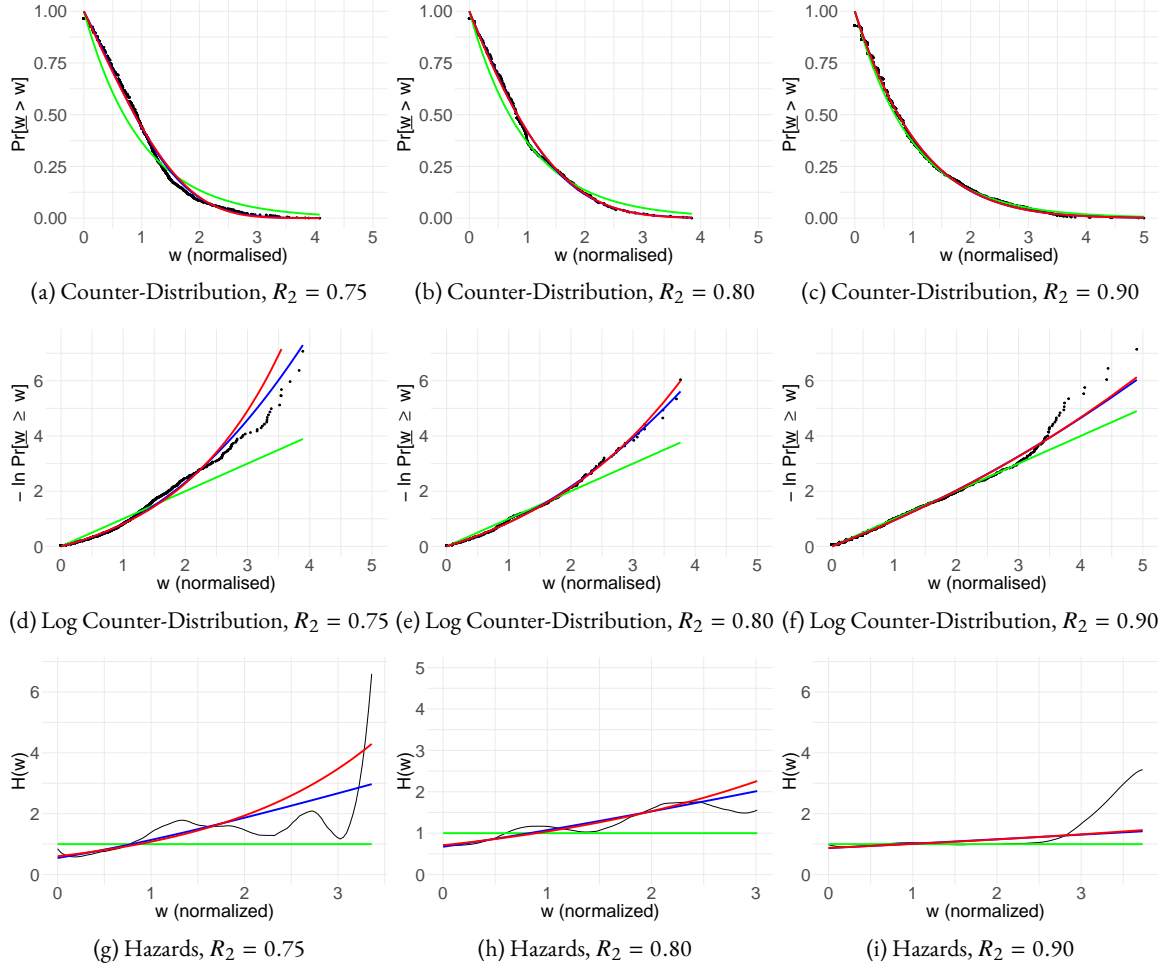 1.00
0.75
0.50
0.25
0.00
Pr[w > w]
0 1 2 3 4 5
w (normalised)
(a) Counter-Distribution, R₂ = 0.75
1.00
0.75
0.50
0.25
0.00
Pr[w > w]
0 1 2 3 4 5
w (normalised)
(b) Counter-Distribution, R₂ = 0.80
1.00
0.75
0.50
0.25
0.00
Pr[w > w]
0 1 2 3 4 5
w (normalised)
(c) Counter-Distribution, R₂ = 0.90
6
4
2
0
− ln Pr[w ≥ w]
0 1 2 3 4 5
w (normalised)
(d) Log Counter-Distribution, R₂ = 0.75
6
4
2
0
− ln Pr[w ≥ w]
0 1 2 3 4 5
w (normalised)
(e) Log Counter-Distribution, R₂ = 0.80
6
4
2
0
− ln Pr[w ≥ w]
0 1 2 3 4 5
w (normalised)
(f) Log Counter-Distribution, R₂ = 0.90
6
4
2
0
H(w)
0 1 2 3
w (normalized)
(g) Hazards, R₂ = 0.75
5
4
3
2
1
0
H(w)
0 1 2 3
w (normalized)
(h) Hazards, R₂ = 0.80
6
4
2
0
H(w)
0 1 2 3
w (normalized)
(i) Hazards, R₂ = 0.90